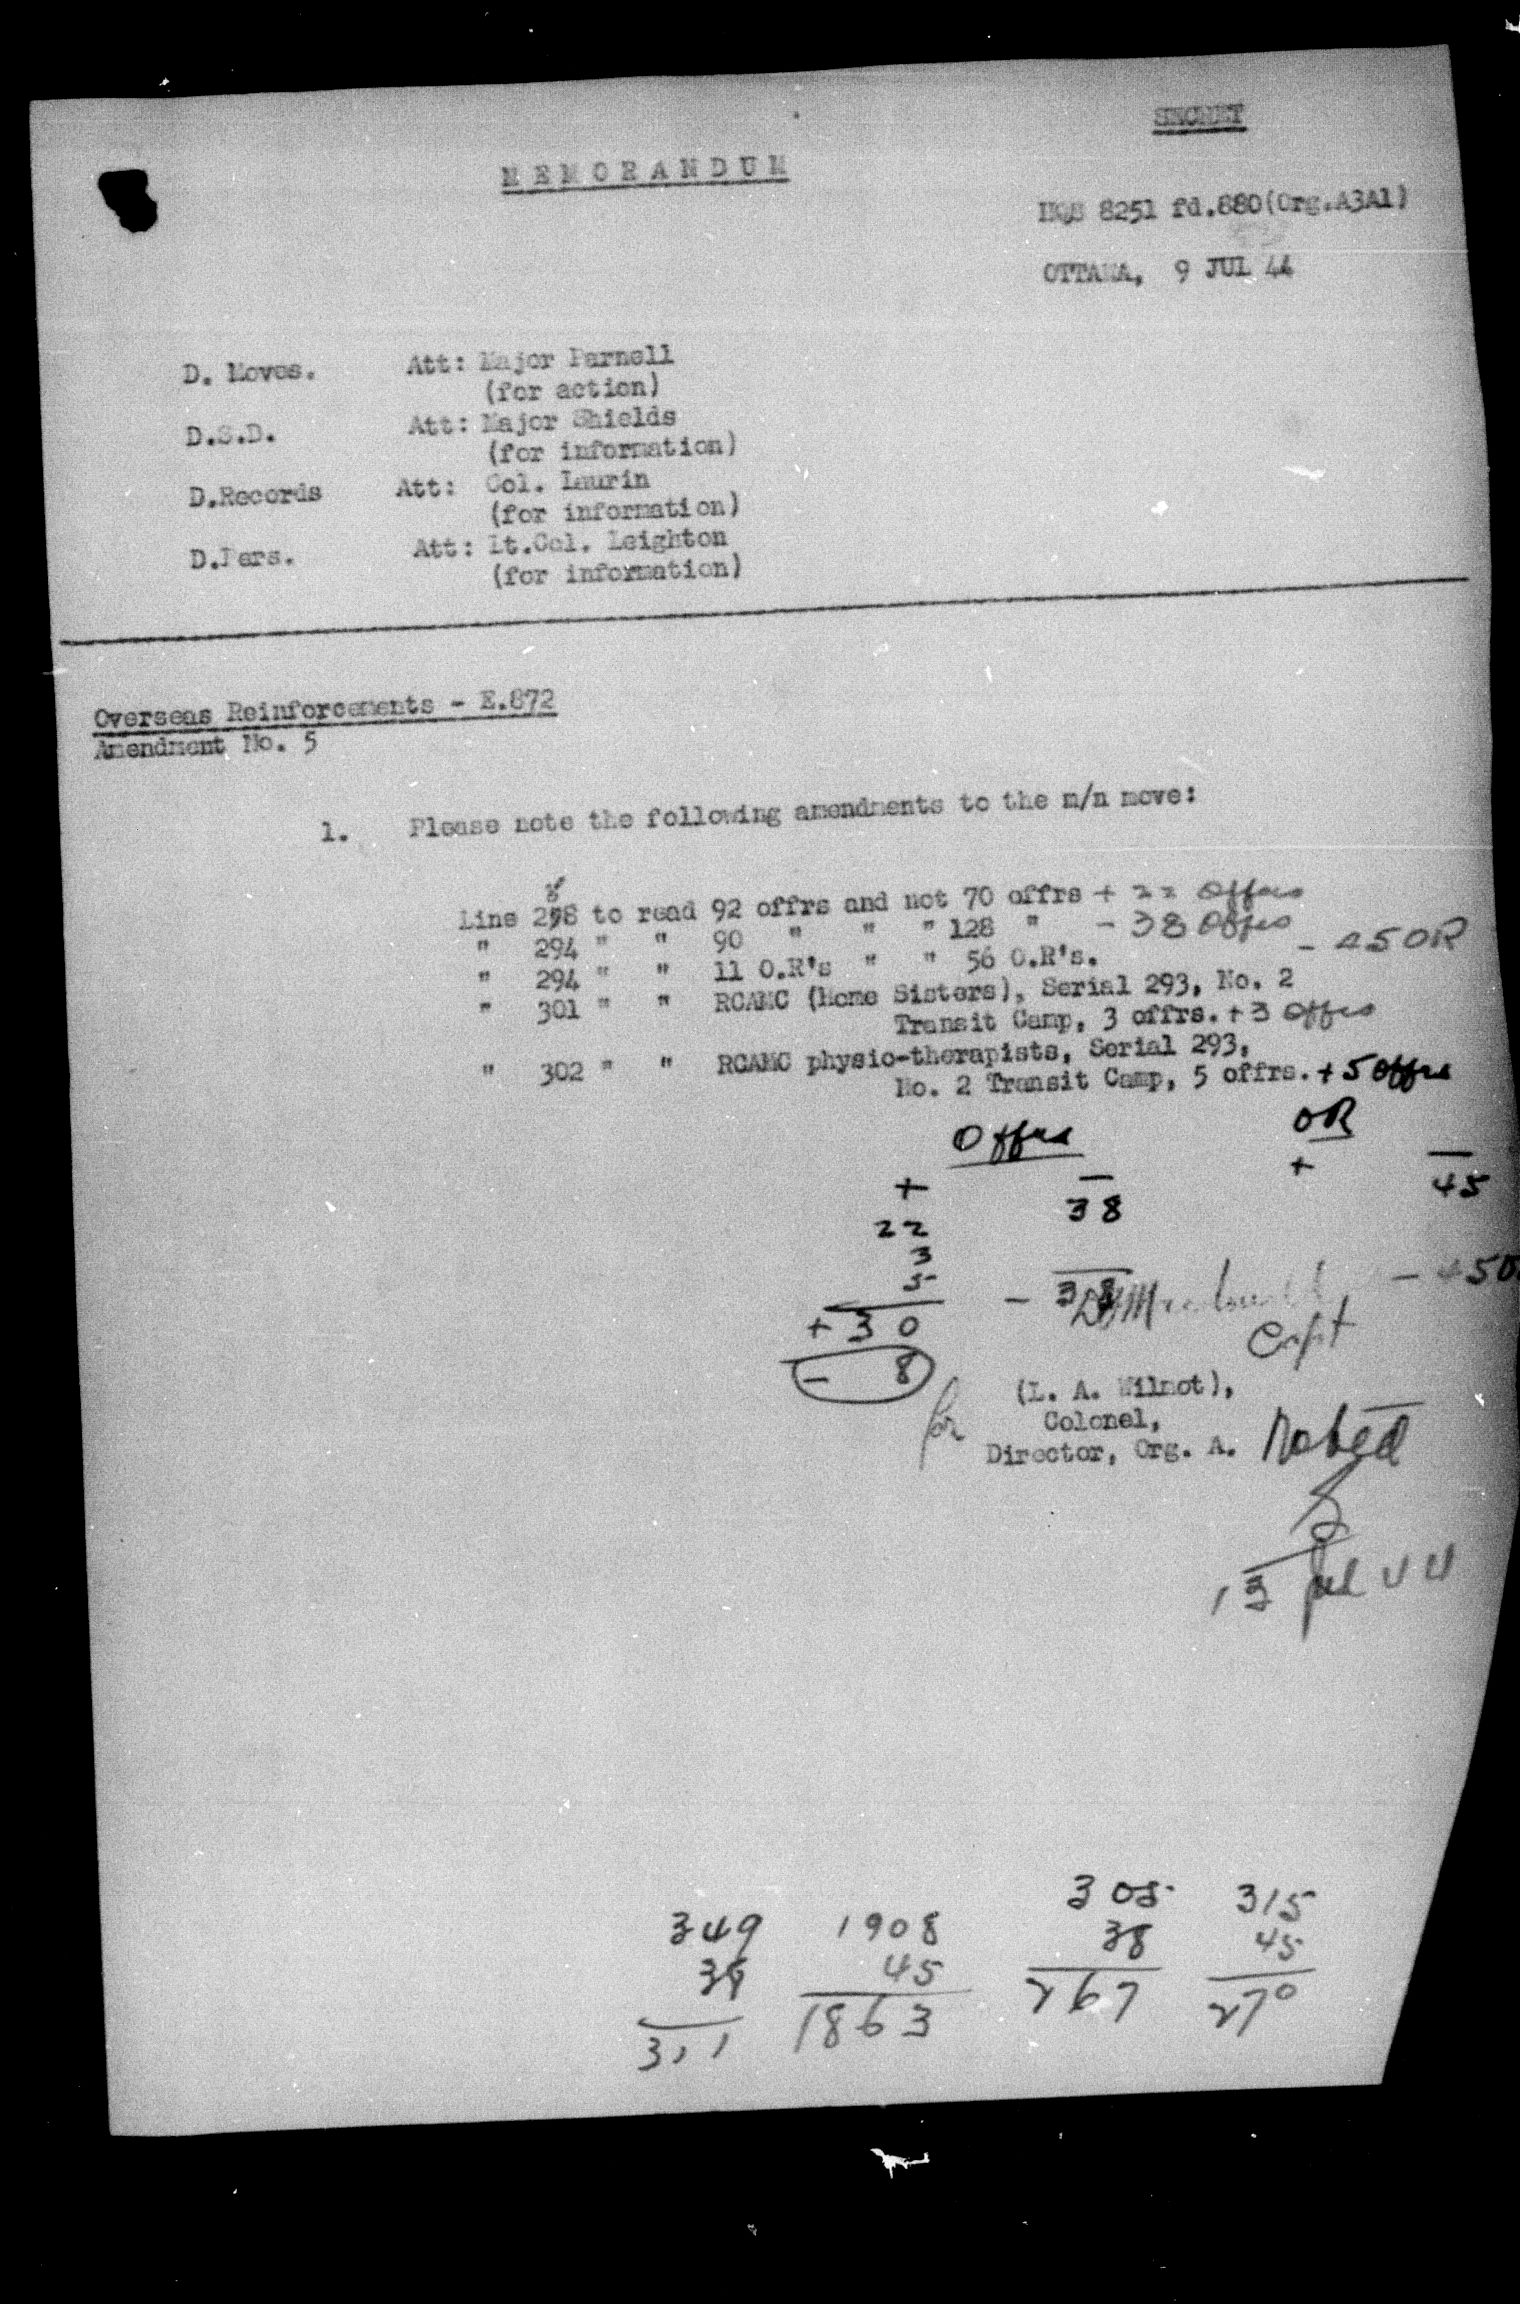 SECRET
MEMORANDUM
HQS 8251 fd.880(Org.A3A1)
OTTAWA, 9 JUL 44
D. Moves. Att: Major Parnell
(for action)
D.S.D. Att: Major Shields
(for information)
D.Records Att: Col. Laurin
(for information)
D.Pers. Att: Lt.Col. Leighton
(for information)
Overseas Reinforcements - E.872
Amendment No. 5
1. Please note the following amendments to the m/n move:
Line 298 to read 92 offrs and not 70 offrs + 22 Offrs
" 294 " " 90 " " " 128 " - 38 Offrs
" 294 " " 11 O.R's " " 56 O.R's. - 45 OR
" 301 " " RCAMC (Home Sisters), Serial 293, No. 2
Transit Camp, 3 offrs. + 3 Offrs
" 302 " " RCAMC physio-therapists, Serial 293,
No. 2 Transit Camp, 5 offrs. + 5 Offrs
Offrs OR
+ - + -
38 45
22
3
5 - 38 - 45 O
+ 30 Capt
- 8
for (L. A. Wilmot),
Colonel,
Director, Org. A. Noted
13 Jul 44
349 1908 305 315
38 45 38 45
311 1863 267 270